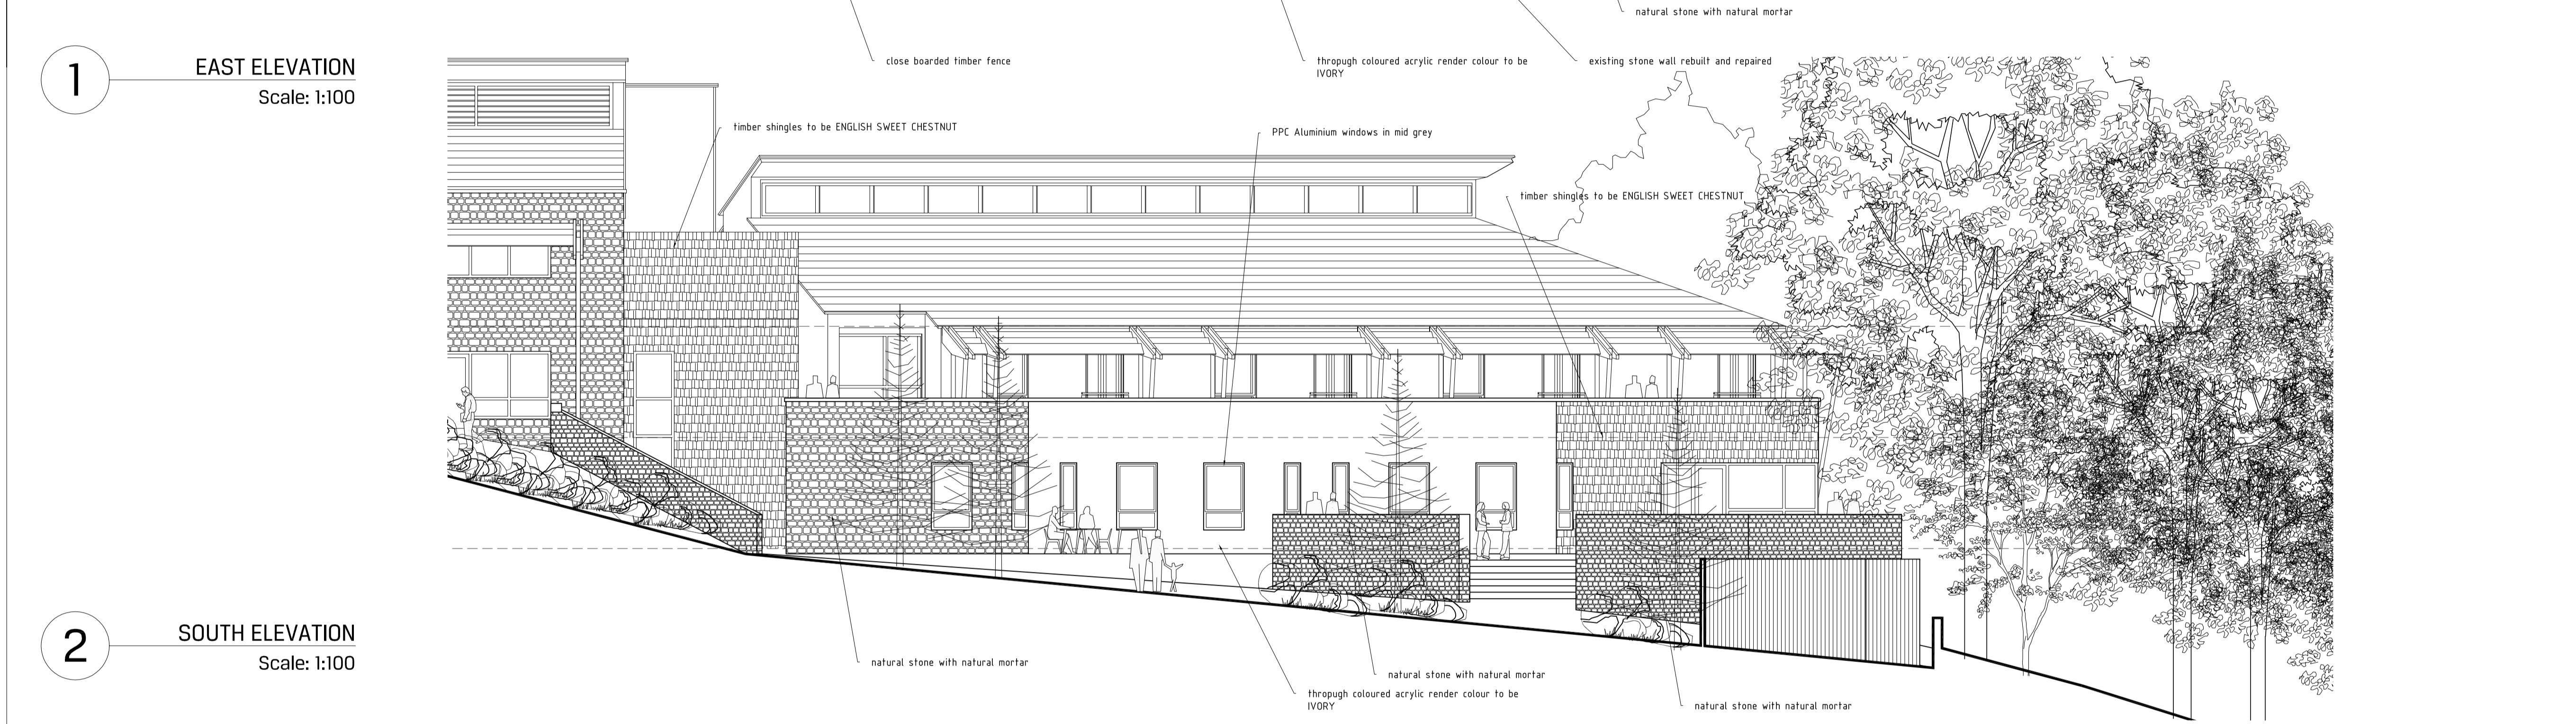 natural stone with natural mortar
1
EAST ELEVATION
Scale: 1:100
close boarded timber fence
thropugh coloured acrylic render colour to be
IVORY
existing stone wall rebuilt and repaired
timber shingles to be ENGLISH SWEET CHESTNUT
PPC Aluminium windows in mid grey
timber shingles to be ENGLISH SWEET CHESTNUT
2
SOUTH ELEVATION
Scale: 1:100
natural stone with natural mortar
natural stone with natural mortar
thropugh coloured acrylic render colour to be
IVORY
natural stone with natural mortar